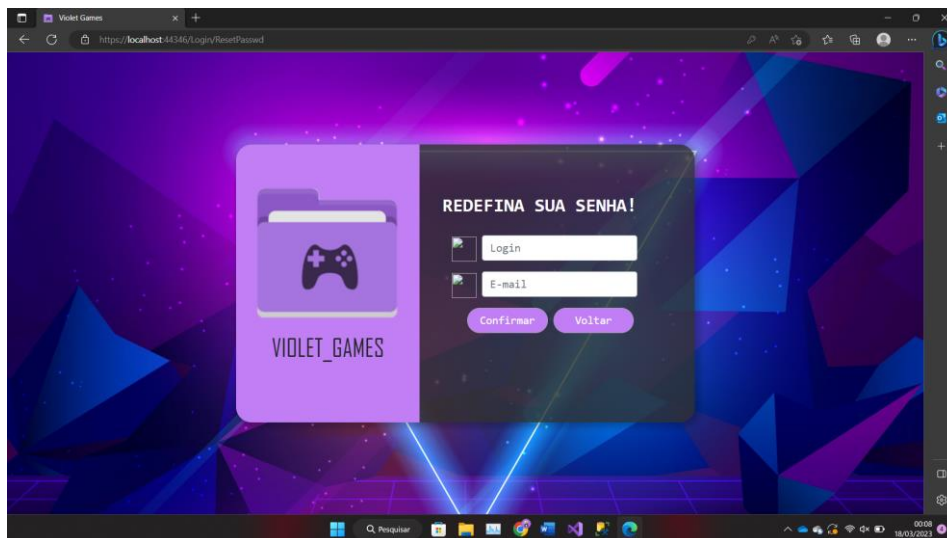 Violet Games
https://localhost:44346/Login/ResetPasswd
REDEFINA SUA SENHA!
Login
E-mail
Confirmar Voltar
VIOLET_GAMES
Pesquisar
00:08
18/03/2023